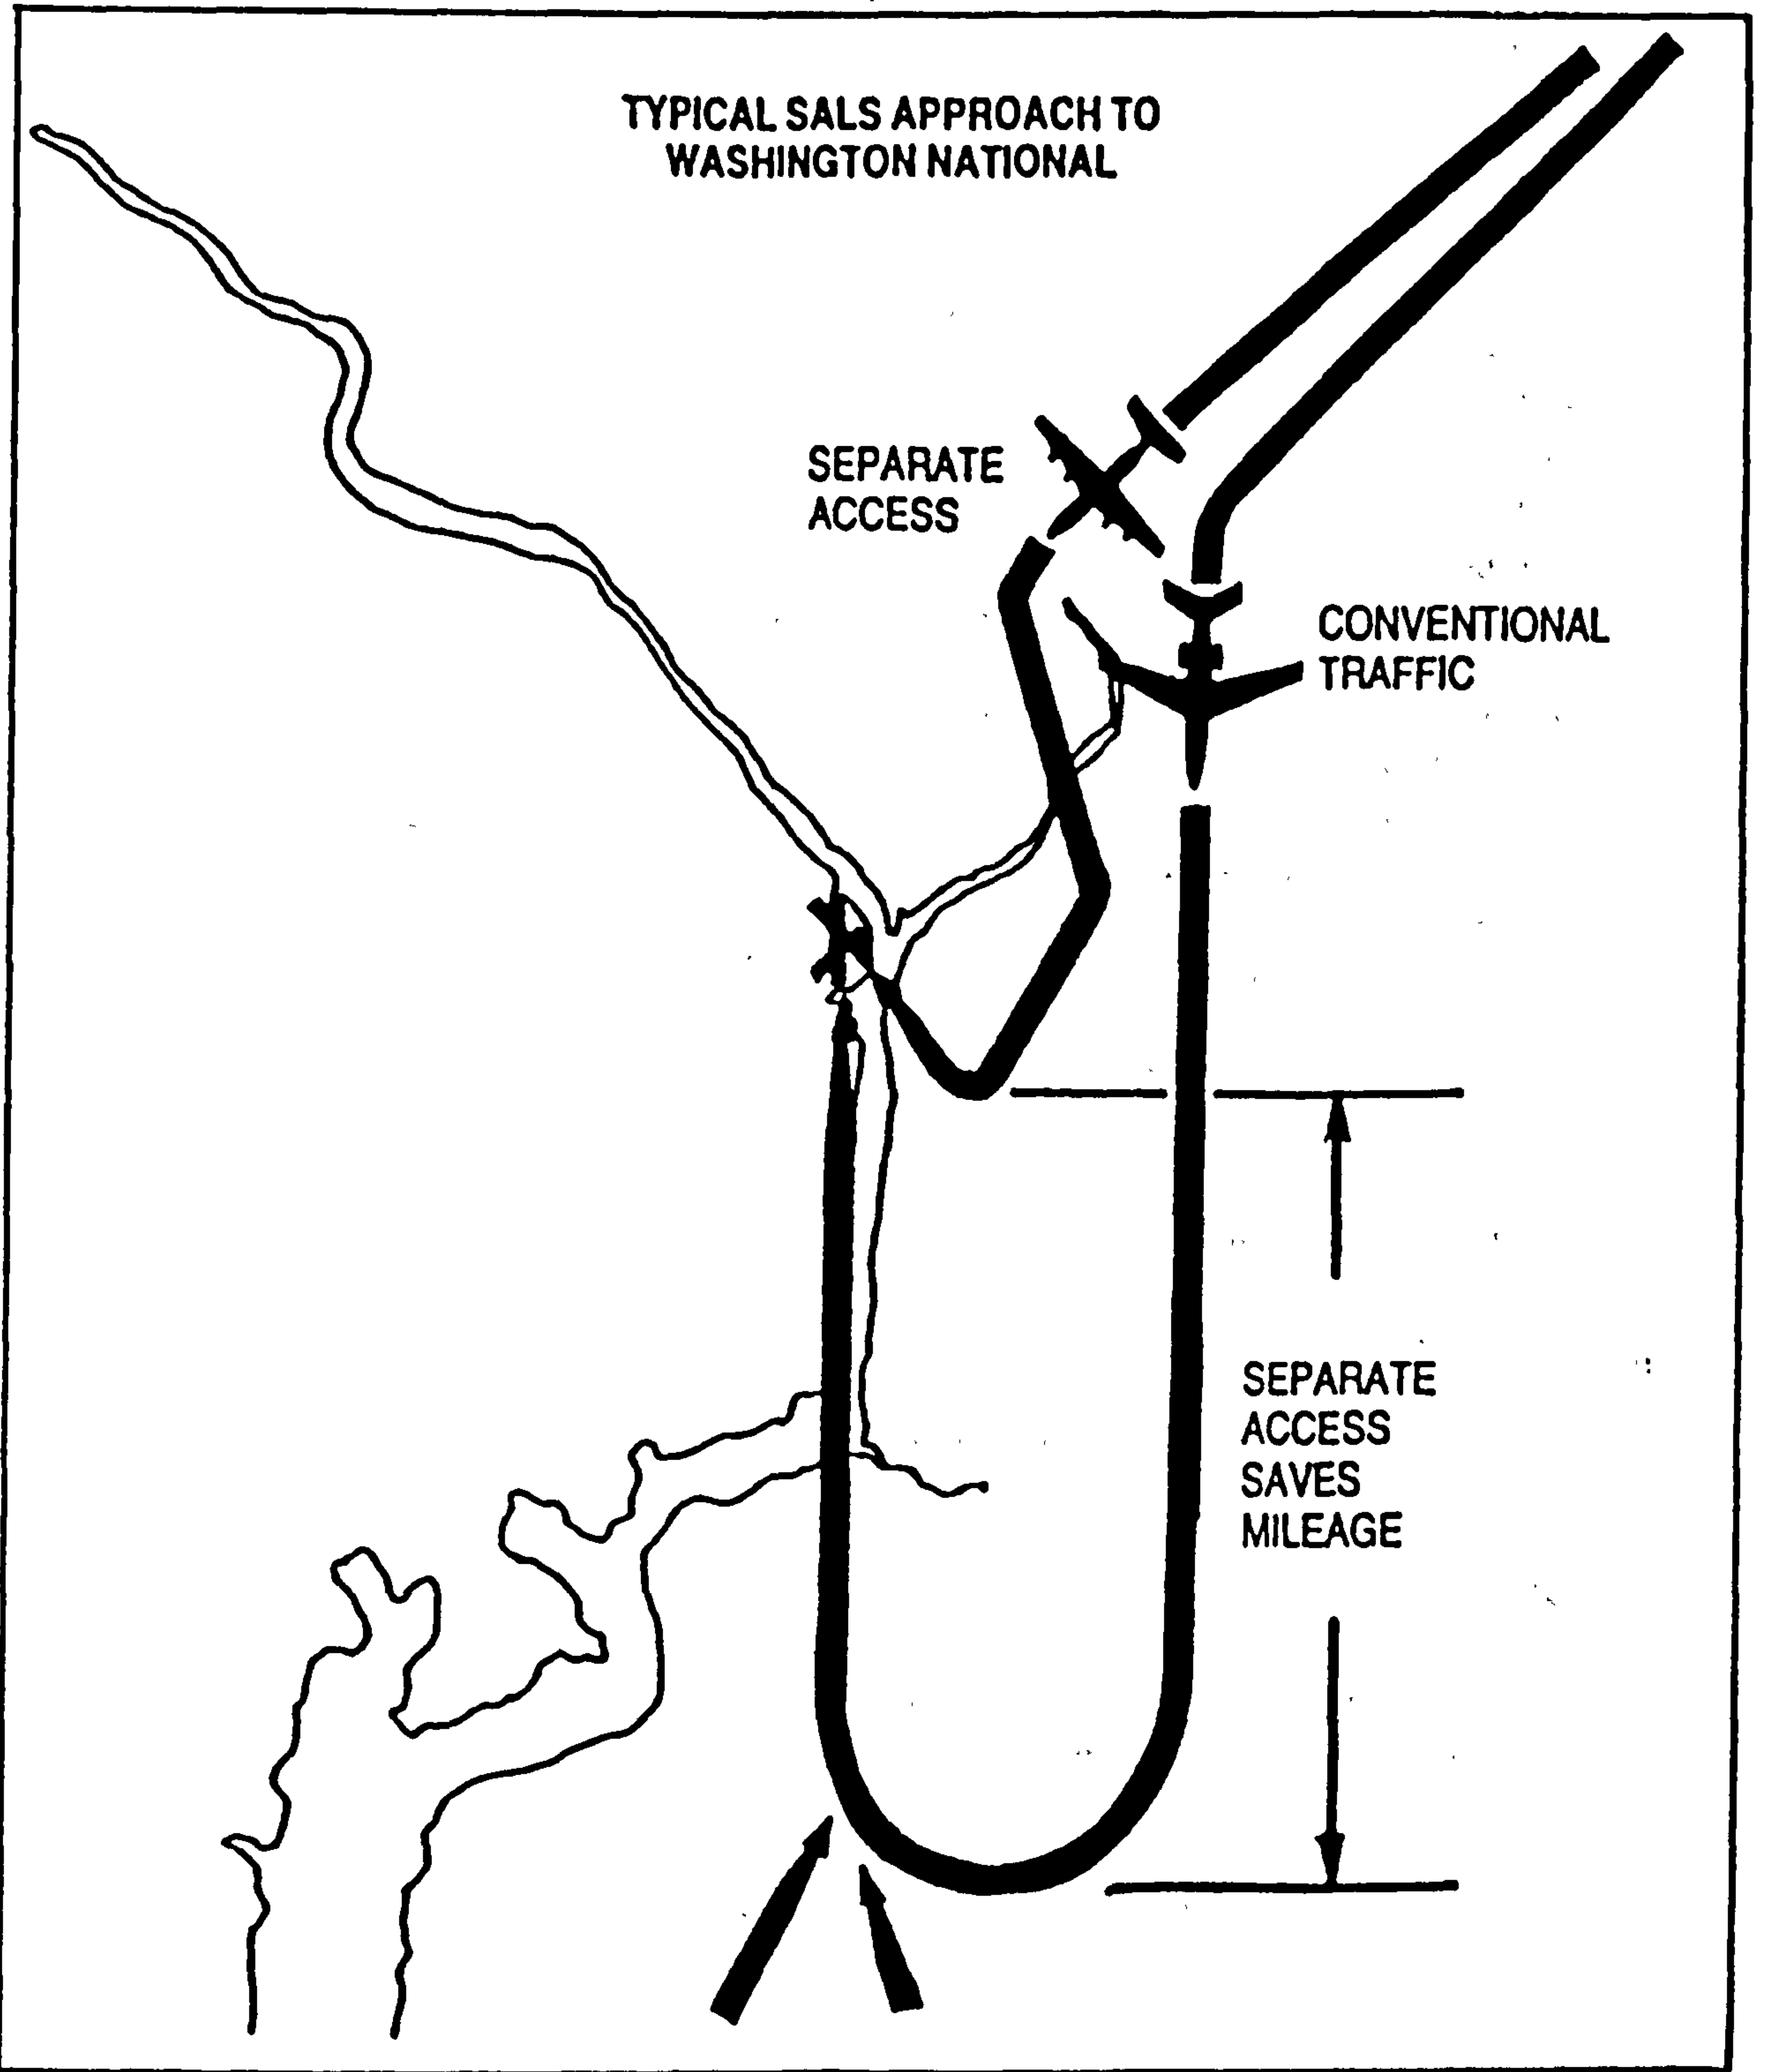 TYPICAL SALS APPROACH TO
WASHINGTON NATIONAL
SEPARATE
ACCESS
CONVENTIONAL
TRAFFIC
SEPARATE
ACCESS
SAVES
MILEAGE